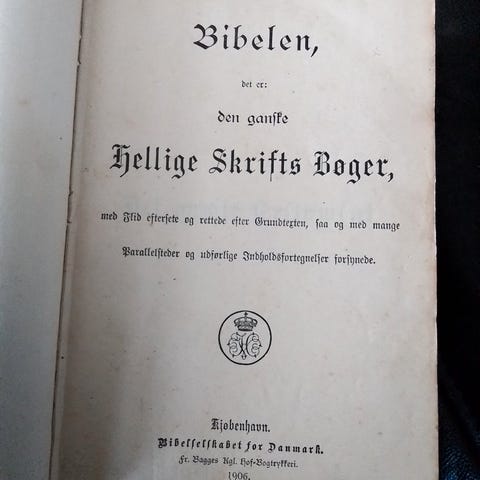 Bibelen,
det er:
den ganske
Hellige Skrifts Bøger,
med Flid eftersete og rettede efter Grundtexten, saa og med mange
Parallelsteder og udførlige Indholdsfortegnelser forsynede.
Kjøbenhavn.
Bibelselskabet for Danmark.
Fr. Bagges Kgl. Hof-Bogtrykkeri.
1906.